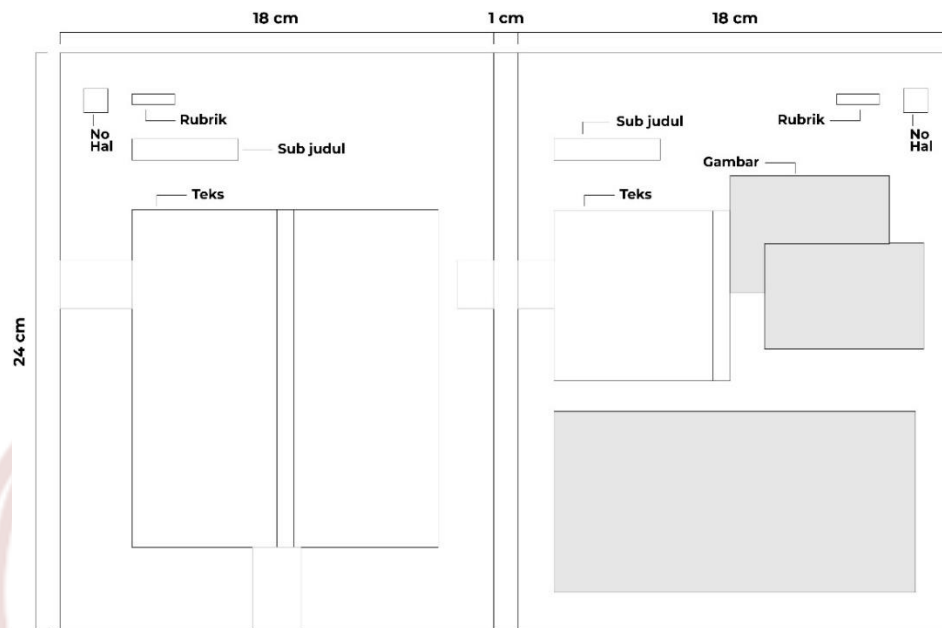 18 cm
1 cm
18 cm
24 cm
No
Hal
Rubrik
Sub judul
Teks
Sub judul
Rubrik
No
Hal
Gambar
Teks